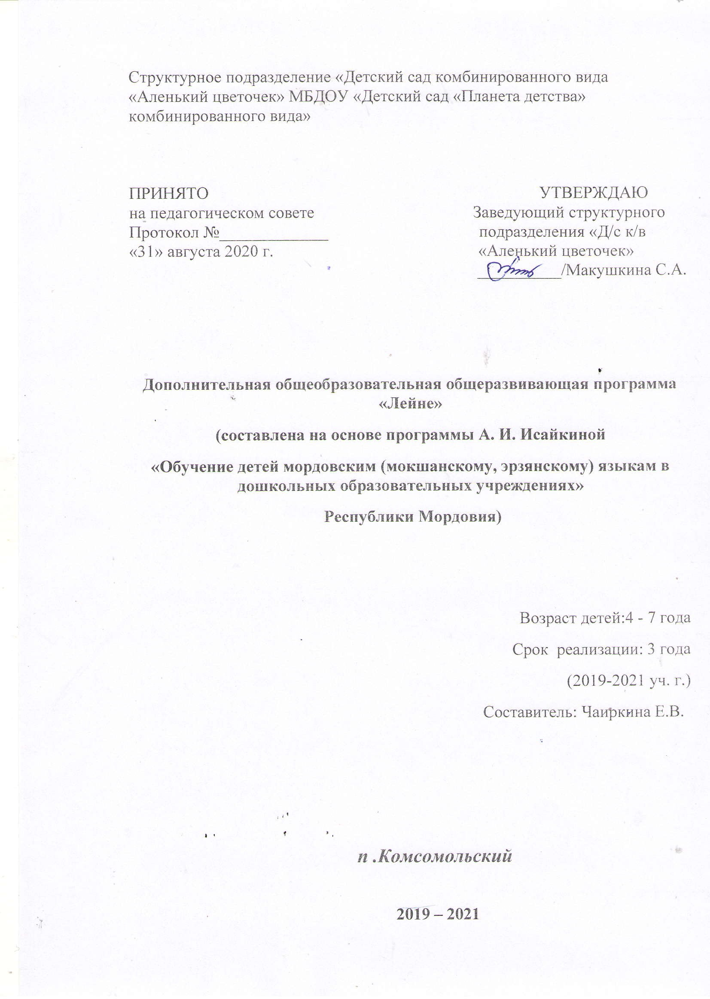 Структурное подразделение «Детский сад комбинированного вида
«Аленький цветочек» МБДОУ «Детский сад «Планета детства»
комбинированного вида»
ПРИНЯТО
на педагогическом совете
Протокол №_____________
«31» августа 2020 г.
УТВЕРЖДАЮ
Заведующий структурного
подразделения «Д/с к/в
«Аленький цветочек»
__________/Макушкина С.А.
Дополнительная общеобразовательная общеразвивающая программа
«Лейне»
(составлена на основе программы А. И. Исайкиной
«Обучение детей мордовским (мокшанскому, эрзянскому) языкам в
дошкольных образовательных учреждениях»
Республики Мордовия)
Возраст детей:4 - 7 года
Срок  реализации: 3 года
(2019-2021 уч. г.)
Составитель: Чаиркина Е.В.
п .Комсомольский
2019 – 2021